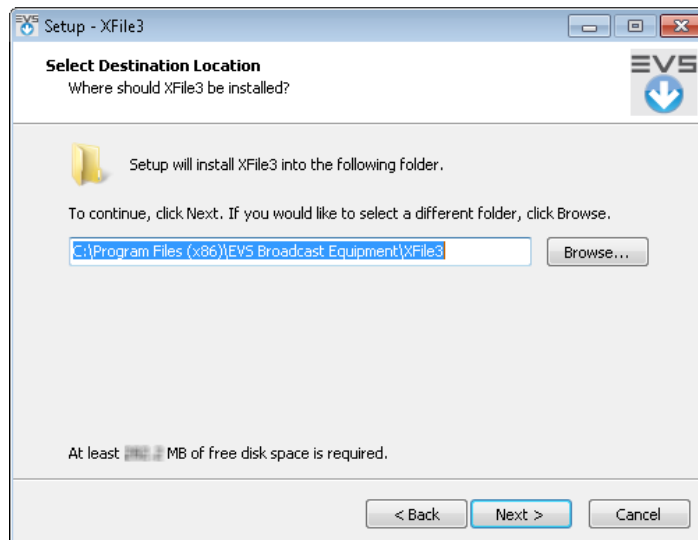 EVS Setup - XFile3
Select Destination Location
Where should XFile3 be installed?
EVS
Setup will install XFile3 into the following folder.
To continue, click Next. If you would like to select a different folder, click Browse.
C:\Program Files (x86)\EVS Broadcast Equipment\XFile3
Browse...
At least MB of free disk space is required.
< Back
Next >
Cancel